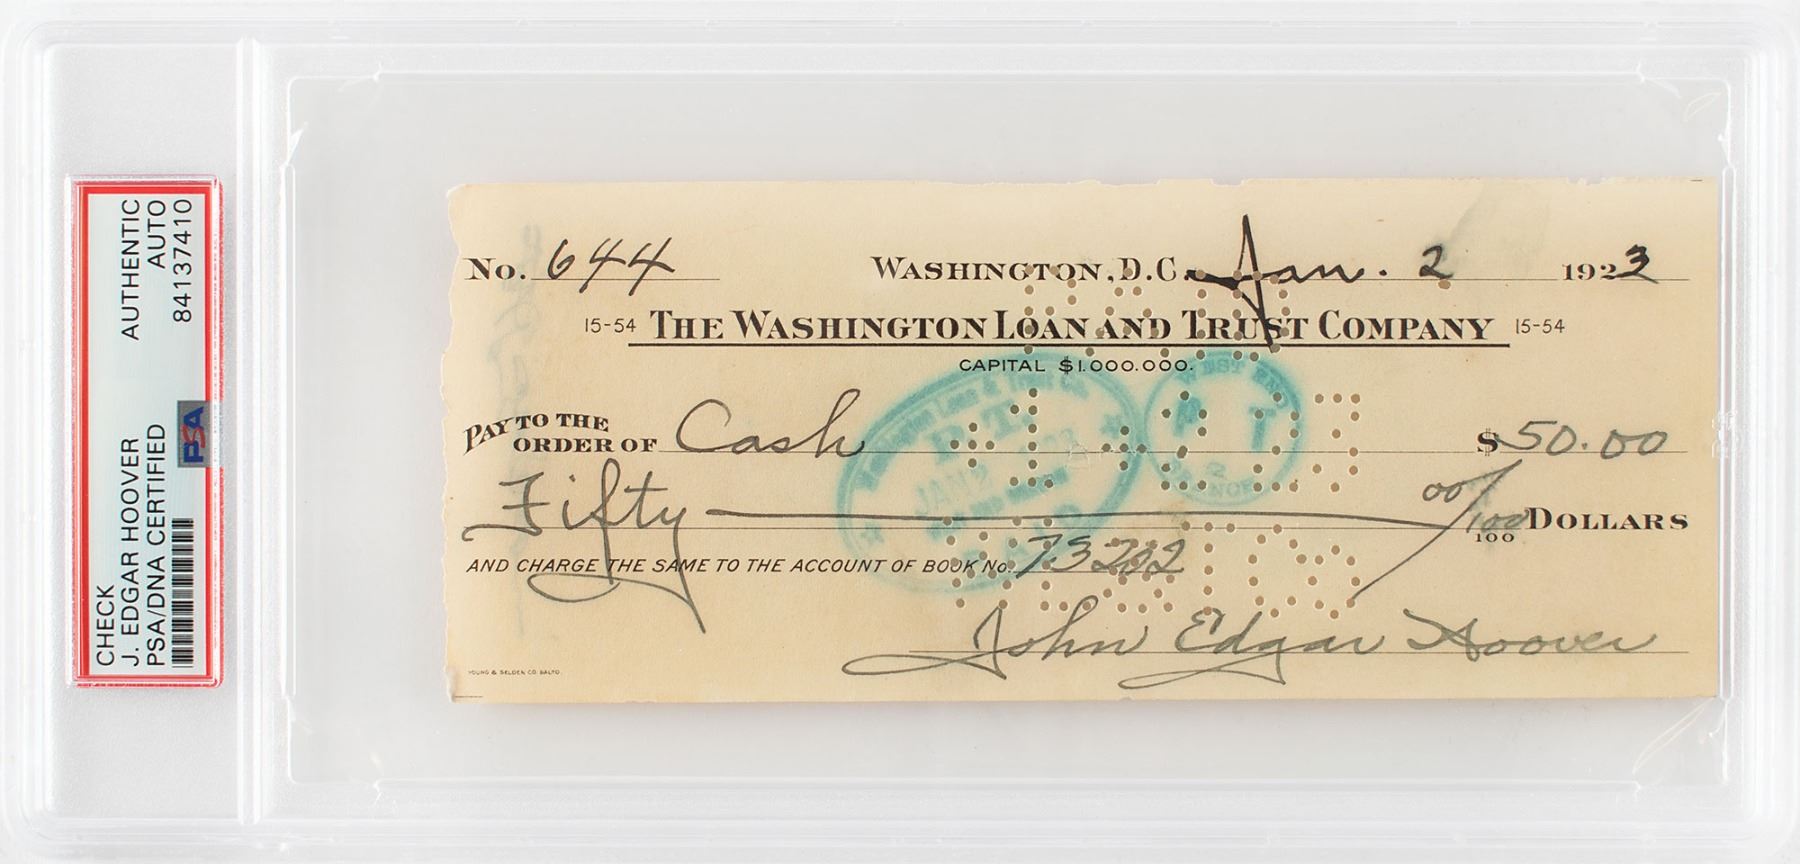 CHECK AUTHENTIC
J. EDGAR HOOVER AUTO
PSA/DNA CERTIFIED 84137410
PSA
No. 644 WASHINGTON, D.C. Jan. 2 1923
15-54 THE WASHINGTON LOAN AND TRUST COMPANY 15-54
CAPITAL $1.000.000.
PAY TO THE
ORDER OF Cash $50.00
Fifty 00/100 DOLLARS
100
AND CHARGE THE SAME TO THE ACCOUNT OF BOOK No. 73202
John Edgar Hoover
YOUNG & SELDEN CO. BALTO.